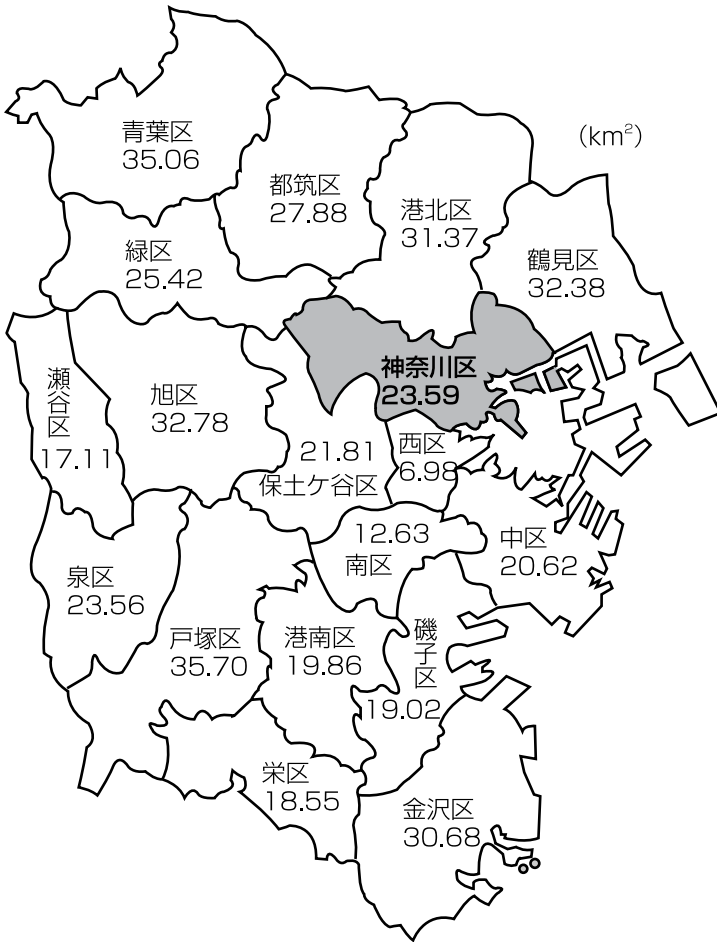 青葉区
35.06
(km²)
都筑区
27.88
港北区
31.37
緑区
25.42
鶴見区
32.38
神奈川区
23.59
瀬谷区
17.11
旭区
32.78
21.81
保土ケ谷区
西区
6.98
12.63
南区
中区
20.62
泉区
23.56
戸塚区
35.70
港南区
19.86
磯子区
19.02
栄区
18.55
金沢区
30.68